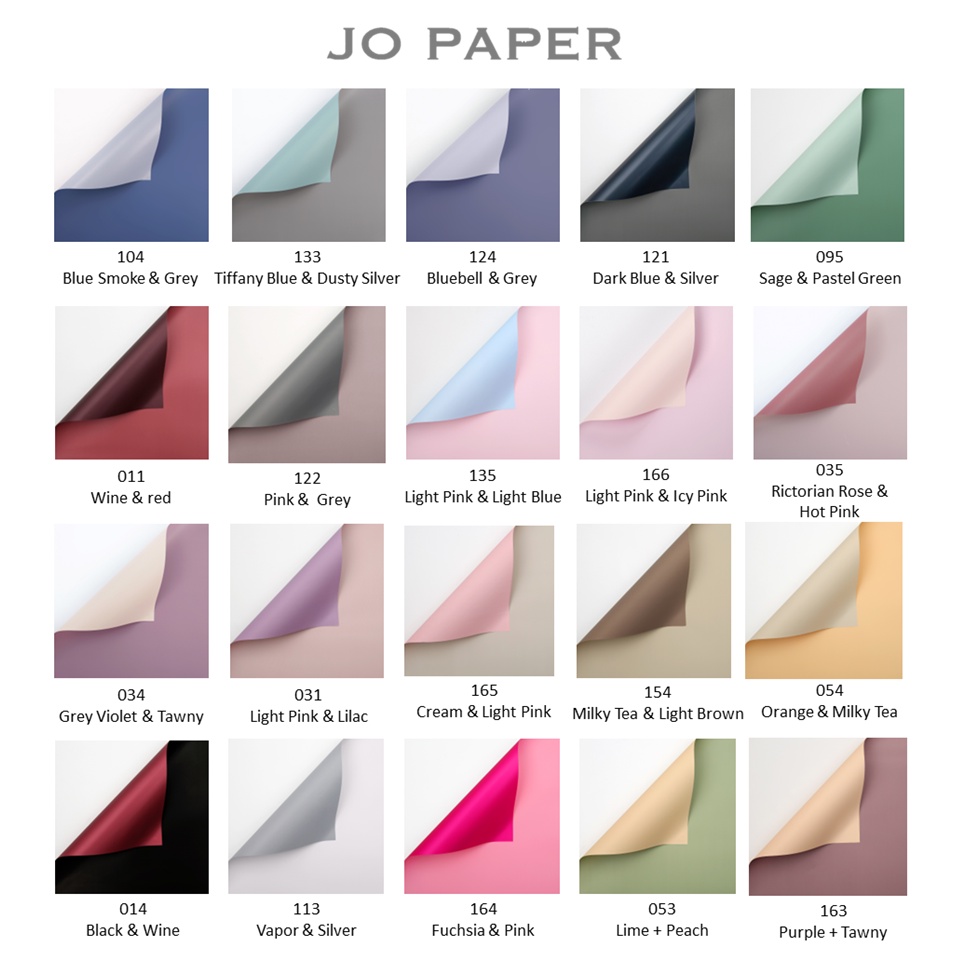 JO PAPER
104
Blue Smoke & Grey
133
Tiffany Blue & Dusty Silver
124
Bluebell & Grey
121
Dark Blue & Silver
095
Sage & Pastel Green
011
Wine & red
122
Pink & Grey
135
Light Pink & Light Blue
166
Light Pink & Icy Pink
035
Rictorian Rose &
Hot Pink
034
Grey Violet & Tawny
031
Light Pink & Lilac
165
Cream & Light Pink
154
Milky Tea & Light Brown
054
Orange & Milky Tea
014
Black & Wine
113
Vapor & Silver
164
Fuchsia & Pink
053
Lime + Peach
163
Purple + Tawny